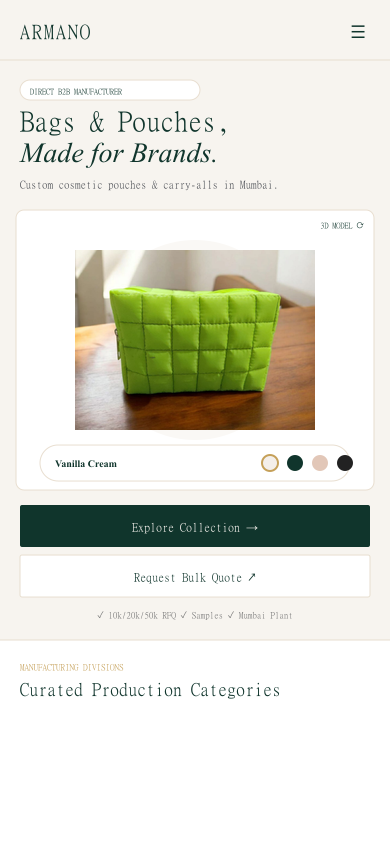 ARMANO
DIRECT B2B MANUFACTURER
Bags & Pouches,
Made for Brands.
Custom cosmetic pouches & carry-alls in Mumbai.
3D MODEL ⟳
Vanilla Cream
Explore Collection →
Request Bulk Quote ↗
✓ 10k/20k/50k RFQ ✓ Samples ✓ Mumbai Plant
MANUFACTURING DIVISIONS
Curated Production Categories